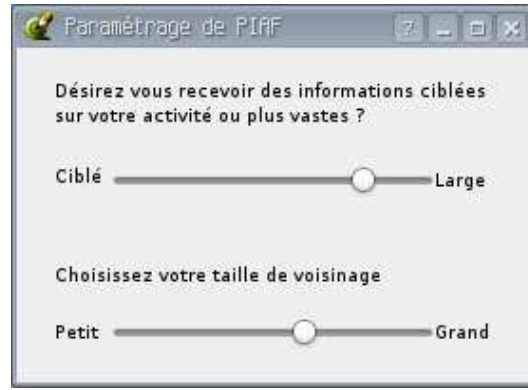 Paramétrage de PIAF
Désirez vous recevoir des informations ciblées
sur votre activité ou plus vastes ?
Ciblé Large
Choisissez votre taille de voisinage
Petit Grand